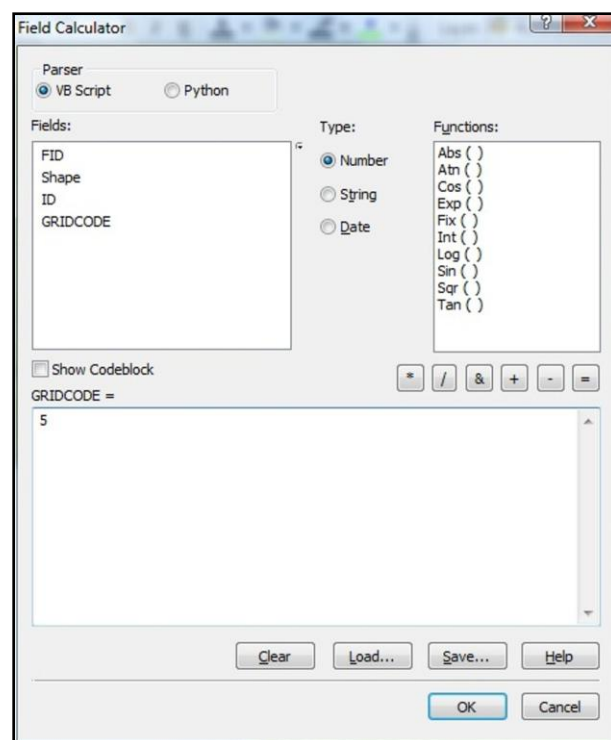 Field Calculator
Parser
VB Script Python
Fields:
FID
Shape
ID
GRIDCODE
Type:
Number
String
Date
Functions:
Abs ( )
Atn ( )
Cos ( )
Exp ( )
Fix ( )
Int ( )
Log ( )
Sin ( )
Sqr ( )
Tan ( )
Show Codeblock
* / & + - =
GRIDCODE =
5
Clear Load... Save... Help
OK Cancel